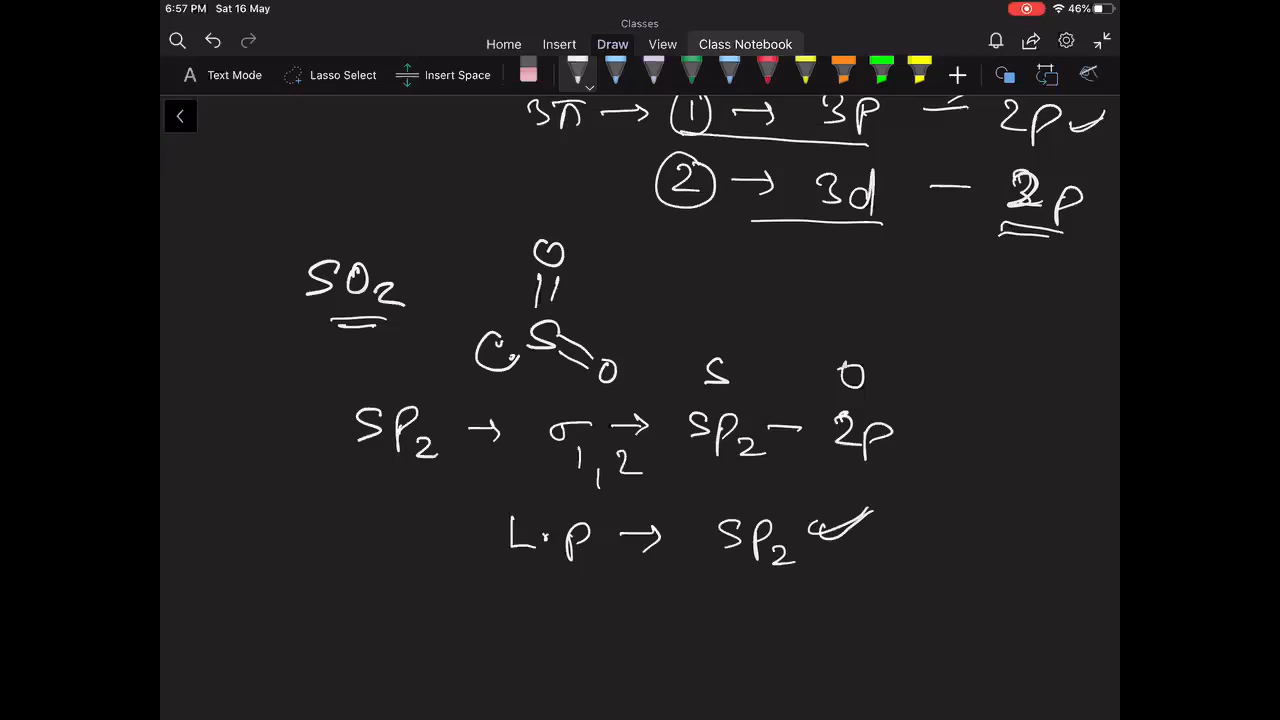 6:57 PM Sat 16 May 46%
Classes
Home Insert Draw View Class Notebook
A Text Mode Lasso Select Insert Space
3π → 1 → 3p – 2p ✓
2 → 3d – 2p
SO2
O
S
O
S O
SP2 → σ1,2 → SP2 – 2p
L.P → SP2 ✓